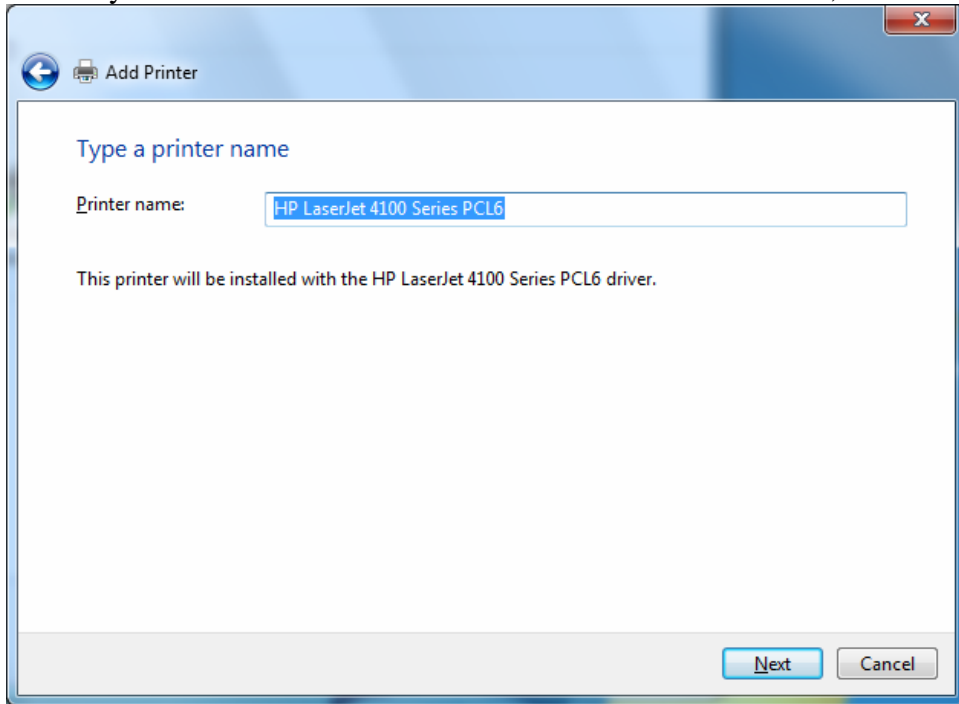 Add Printer
Type a printer name
Printer name: HP LaserJet 4100 Series PCL6
This printer will be installed with the HP LaserJet 4100 Series PCL6 driver.
Next Cancel